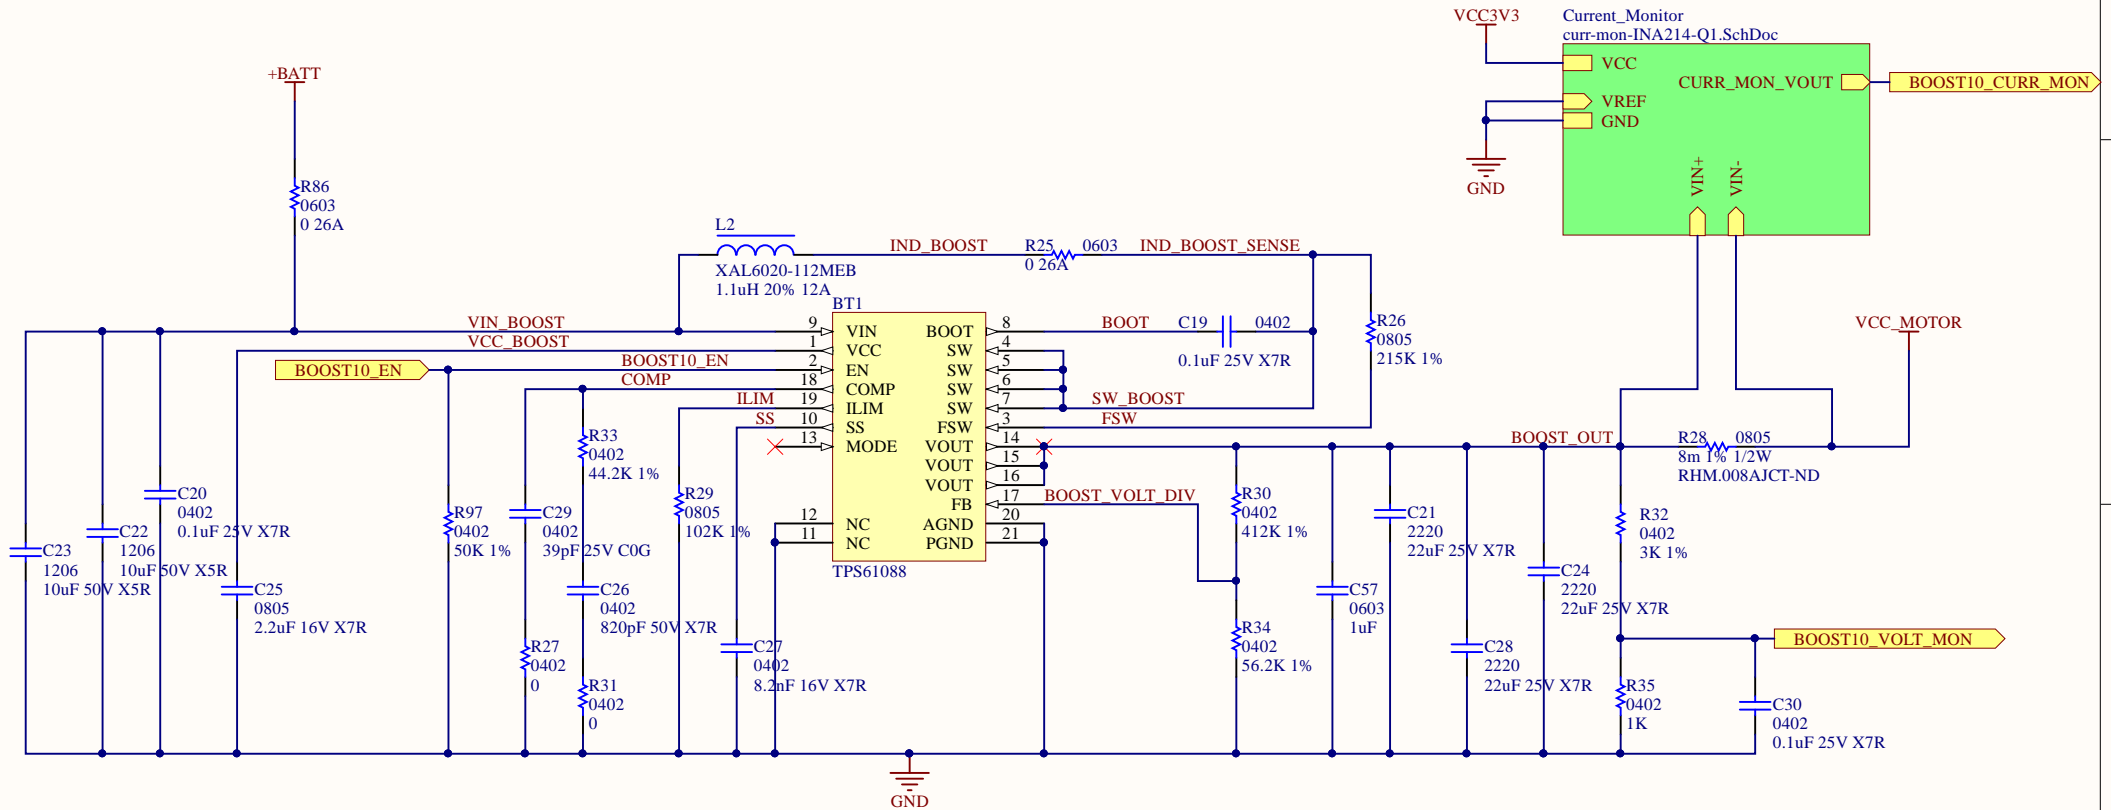 VCC3V3
Current_Monitor
curr-mon-INA214-Q1.SchDoc
VCC
CURR_MON_VOUT
BOOST10_CURR_MON
VREF
GND
VIN+
VIN-
GND
+BATT
R86
0603
0 26A
L2
XAL6020-112MEB
1.1uH 20% 12A
IND_BOOST
R25
0603
0 26A
IND_BOOST_SENSE
BT1
VIN_BOOST
VCC_BOOST
BOOST10_EN
BOOST10_EN
COMP
ILIM
SS
9
VIN
1
VCC
2
EN
18
COMP
19
ILIM
10
SS
13
MODE
12
NC
11
NC
BOOT
8
SW
4
SW
5
SW
6
SW
7
FSW
3
VOUT
14
VOUT
15
VOUT
16
FB
17
AGND
20
PGND
21
TPS61088
BOOT
C19
0402
0.1uF 25V X7R
SW_BOOST
FSW
R26
0805
215K 1%
VCC_MOTOR
BOOST_OUT
R28
0805
8m 1% 1/2W
RHM.008AJCT-ND
BOOST_VOLT_DIV
C23
1206
10uF 50V X5R
C22
1206
10uF 50V X5R
C20
0402
0.1uF 25V X7R
C25
0805
2.2uF 16V X7R
R97
0402
50K 1%
C29
0402
39pF 25V C0G
R27
0402
0
R33
0402
44.2K 1%
C26
0402
820pF 50V X7R
R31
0402
0
R29
0805
102K 1%
C27
0402
8.2nF 16V X7R
R30
0402
412K 1%
R34
0402
56.2K 1%
C57
0603
1uF
C21
2220
22uF 25V X7R
C28
2220
22uF 25V X7R
C24
2220
22uF 25V X7R
R32
0402
3K 1%
BOOST10_VOLT_MON
R35
0402
1K
C30
0402
0.1uF 25V X7R
GND